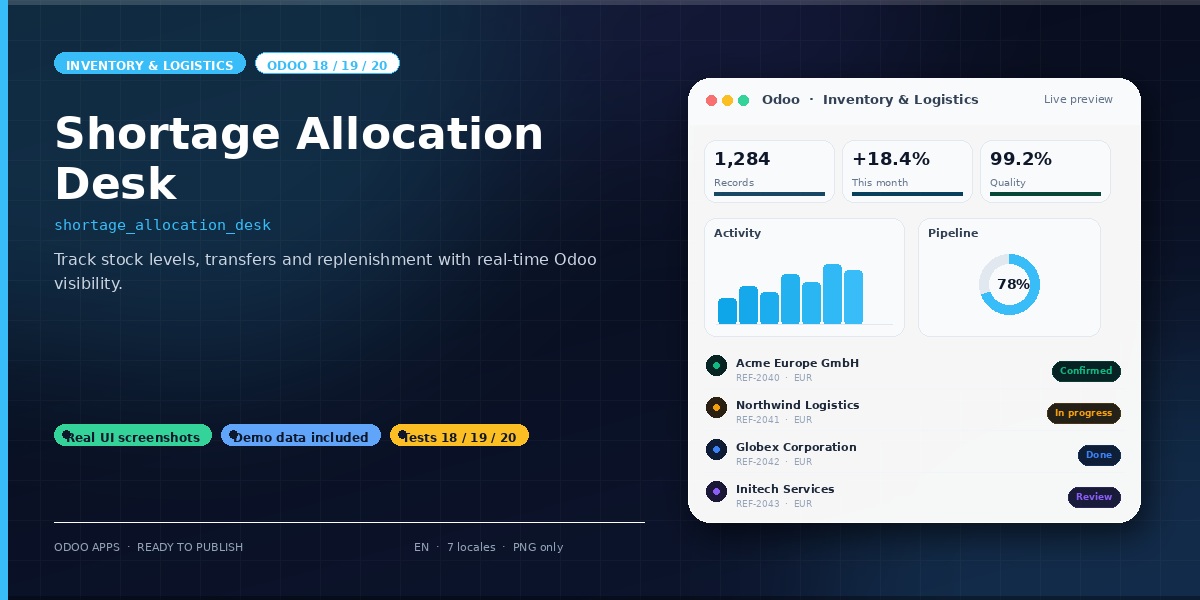 INVENTORY & LOGISTICS
ODOO 18 / 19 / 20
Shortage Allocation
Desk
shortage_allocation_desk
Track stock levels, transfers and replenishment with real-time Odoo
visibility.
Real UI screenshots
Demo data included
Tests 18 / 19 / 20
ODOO APPS · READY TO PUBLISH
EN · 7 locales · PNG only
Odoo · Inventory & Logistics
Live preview
1,284
Records
+18.4%
This month
99.2%
Quality
Activity
Pipeline
78%
Acme Europe GmbH
REF-2040 · EUR
Confirmed
Northwind Logistics
REF-2041 · EUR
In progress
Globex Corporation
REF-2042 · EUR
Done
Initech Services
REF-2043 · EUR
Review